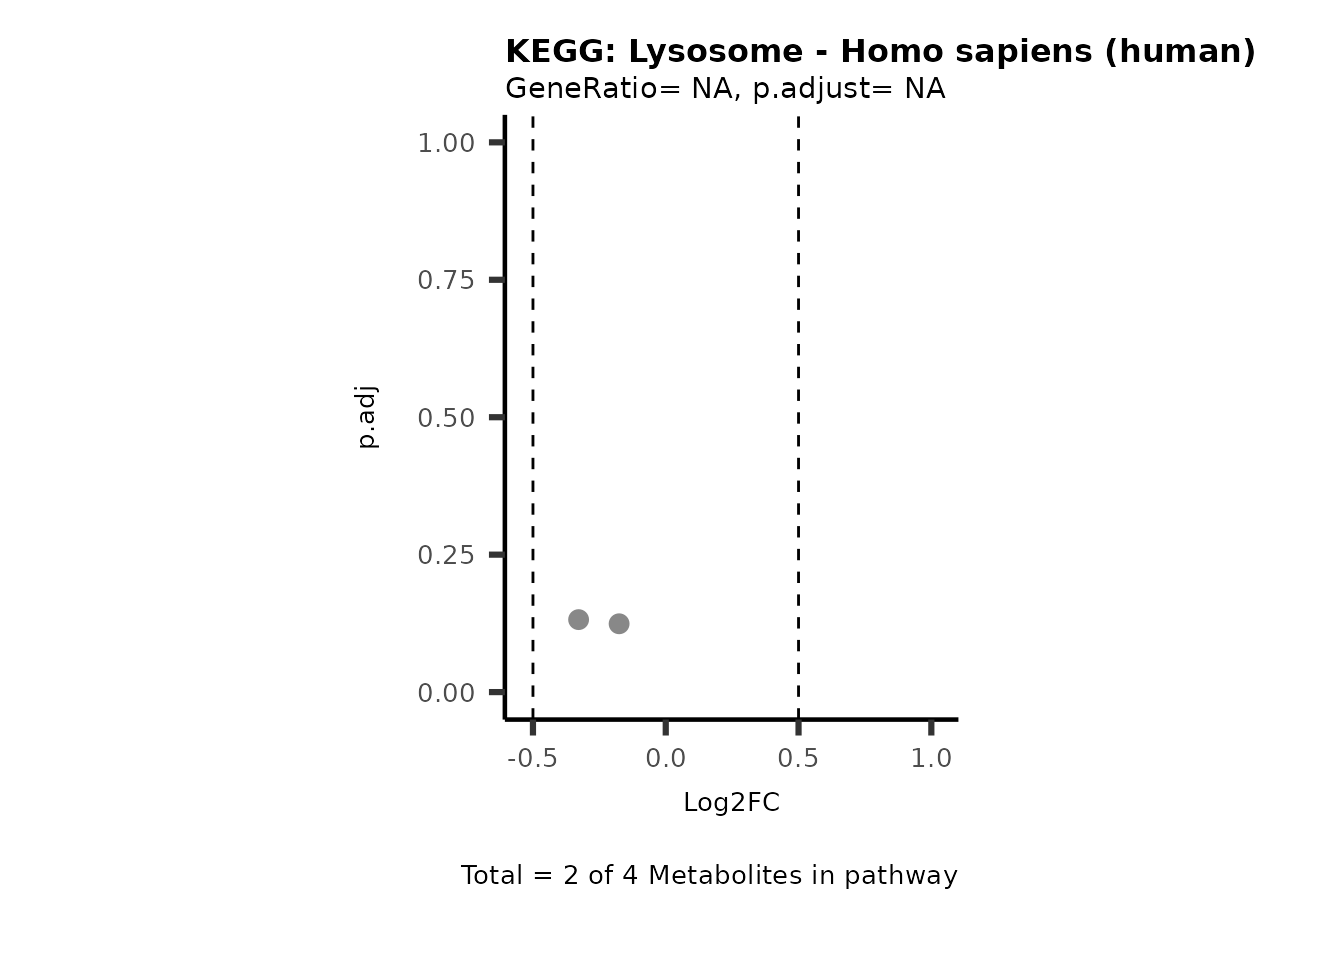 KEGG: Lysosome - Homo sapiens (human)
GeneRatio= NA, p.adjust= NA
1.00
0.75
0.50
0.25
0.00
p.adj
-0.5 0.0 0.5 1.0
Log2FC
Total = 2 of 4 Metabolites in pathway